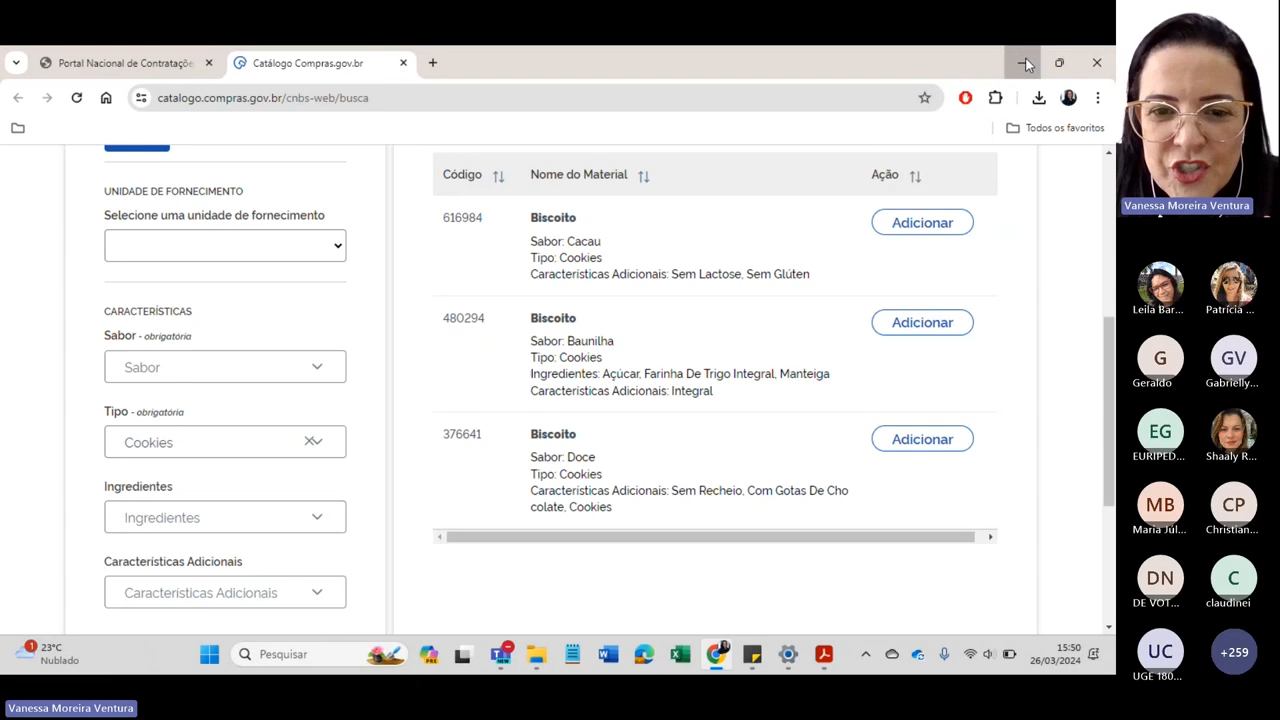 Portal Nacional de Contrataçõe
Catálogo Compras.gov.br
catalogo.compras.gov.br/cnbs-web/busca
Todos os favoritos
UNIDADE DE FORNECIMENTO
Selecione uma unidade de fornecimento
CARACTERÍSTICAS
Sabor - obrigatória
Sabor
Tipo - obrigatória
Cookies
Ingredientes
Ingredientes
Características Adicionais
Características Adicionais
Código
Nome do Material
Ação
616984
Biscoito
Adicionar
Sabor: Cacau
Tipo: Cookies
Características Adicionais: Sem Lactose, Sem Glúten
480294
Biscoito
Adicionar
Sabor: Baunilha
Tipo: Cookies
Ingredientes: Açúcar, Farinha De Trigo Integral, Manteiga
Características Adicionais: Integral
376641
Biscoito
Adicionar
Sabor: Doce
Tipo: Cookies
Características Adicionais: Sem Recheio, Com Gotas De Cho
colate, Cookies
1
23°C
Nublado
Pesquisar
PRE
NEW
15:50
26/03/2024
Vanessa Moreira Ventura
Vanessa Moreira Ventura
Leila Bar...
Patrícia ...
G
GV
Geraldo
Gabrielly...
EG
EURIPED...
Shaaly R...
MB
CP
Maria Júl...
Christian...
DN
C
DE VOT...
claudinei
UC
+259
UGE 180...